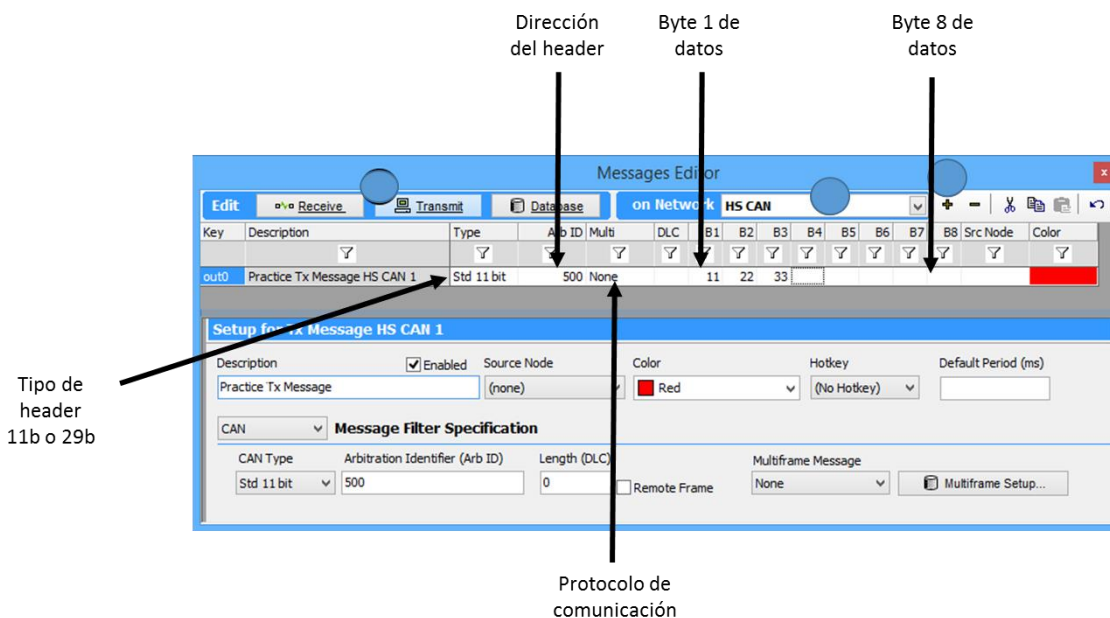 Dirección
del header
Byte 1 de
datos
Byte 8 de
datos
Messages Editor
x
Edit Receive Transmit Database on Network HS CAN
Key Description Type Arb ID Multi DLC B1 B2 B3 B4 B5 B6 B7 B8 Src Node Color
out0 Practice Tx Message HS CAN 1 Std 11 bit 500 None 11 22 33
Setup for Tx Message HS CAN 1
Description Enabled Source Node Color Hotkey Default Period (ms)
Practice Tx Message (none) Red (No Hotkey)
CAN Message Filter Specification
CAN Type Arbitration Identifier (Arb ID) Length (DLC) Multiframe Message
Std 11 bit 500 0 Remote Frame None Multiframe Setup...
Tipo de
header
11b o 29b
Protocolo de
comunicación